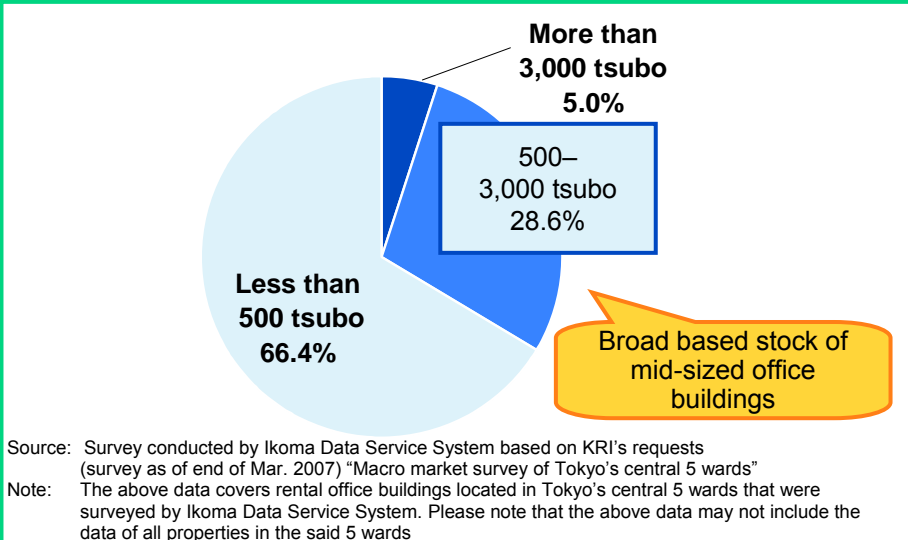 More than
3,000 tsubo
5.0%
500–
3,000 tsubo
28.6%
Less than
500 tsubo
66.4%
Broad based stock of
mid-sized office
buildings
Source: Survey conducted by Ikoma Data Service System based on KRI's requests
(survey as of end of Mar. 2007) “Macro market survey of Tokyo's central 5 wards”
Note: The above data covers rental office buildings located in Tokyo's central 5 wards that were
surveyed by Ikoma Data Service System. Please note that the above data may not include the
data of all properties in the said 5 wards